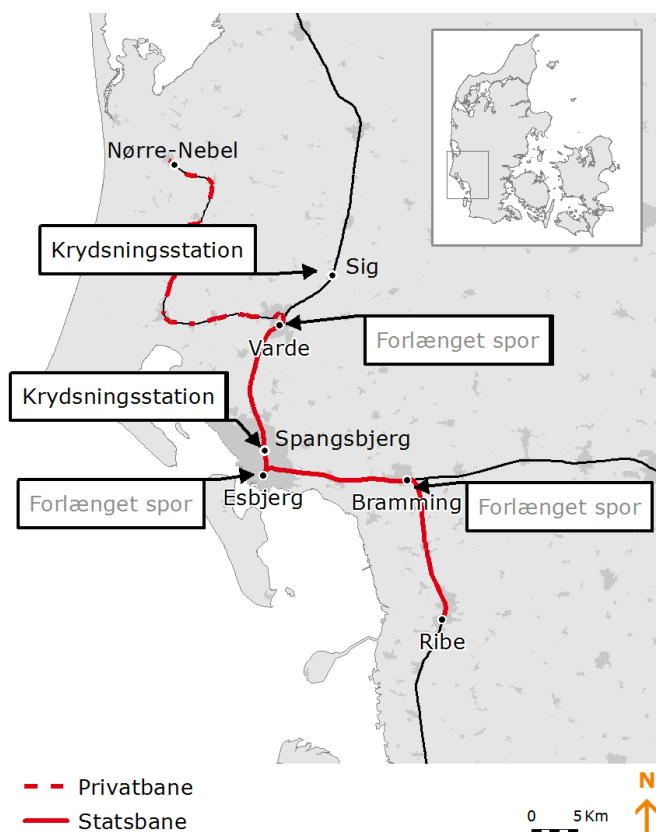 Nørre-Nebel
Krydsningsstation
Sig
Forlænget spor
Varde
Krydsningsstation
Spangsbjerg
Forlænget spor
Esbjerg
Bramming
Forlænget spor
Ribe
Privatbane
Statsbane
0 5 Km
N